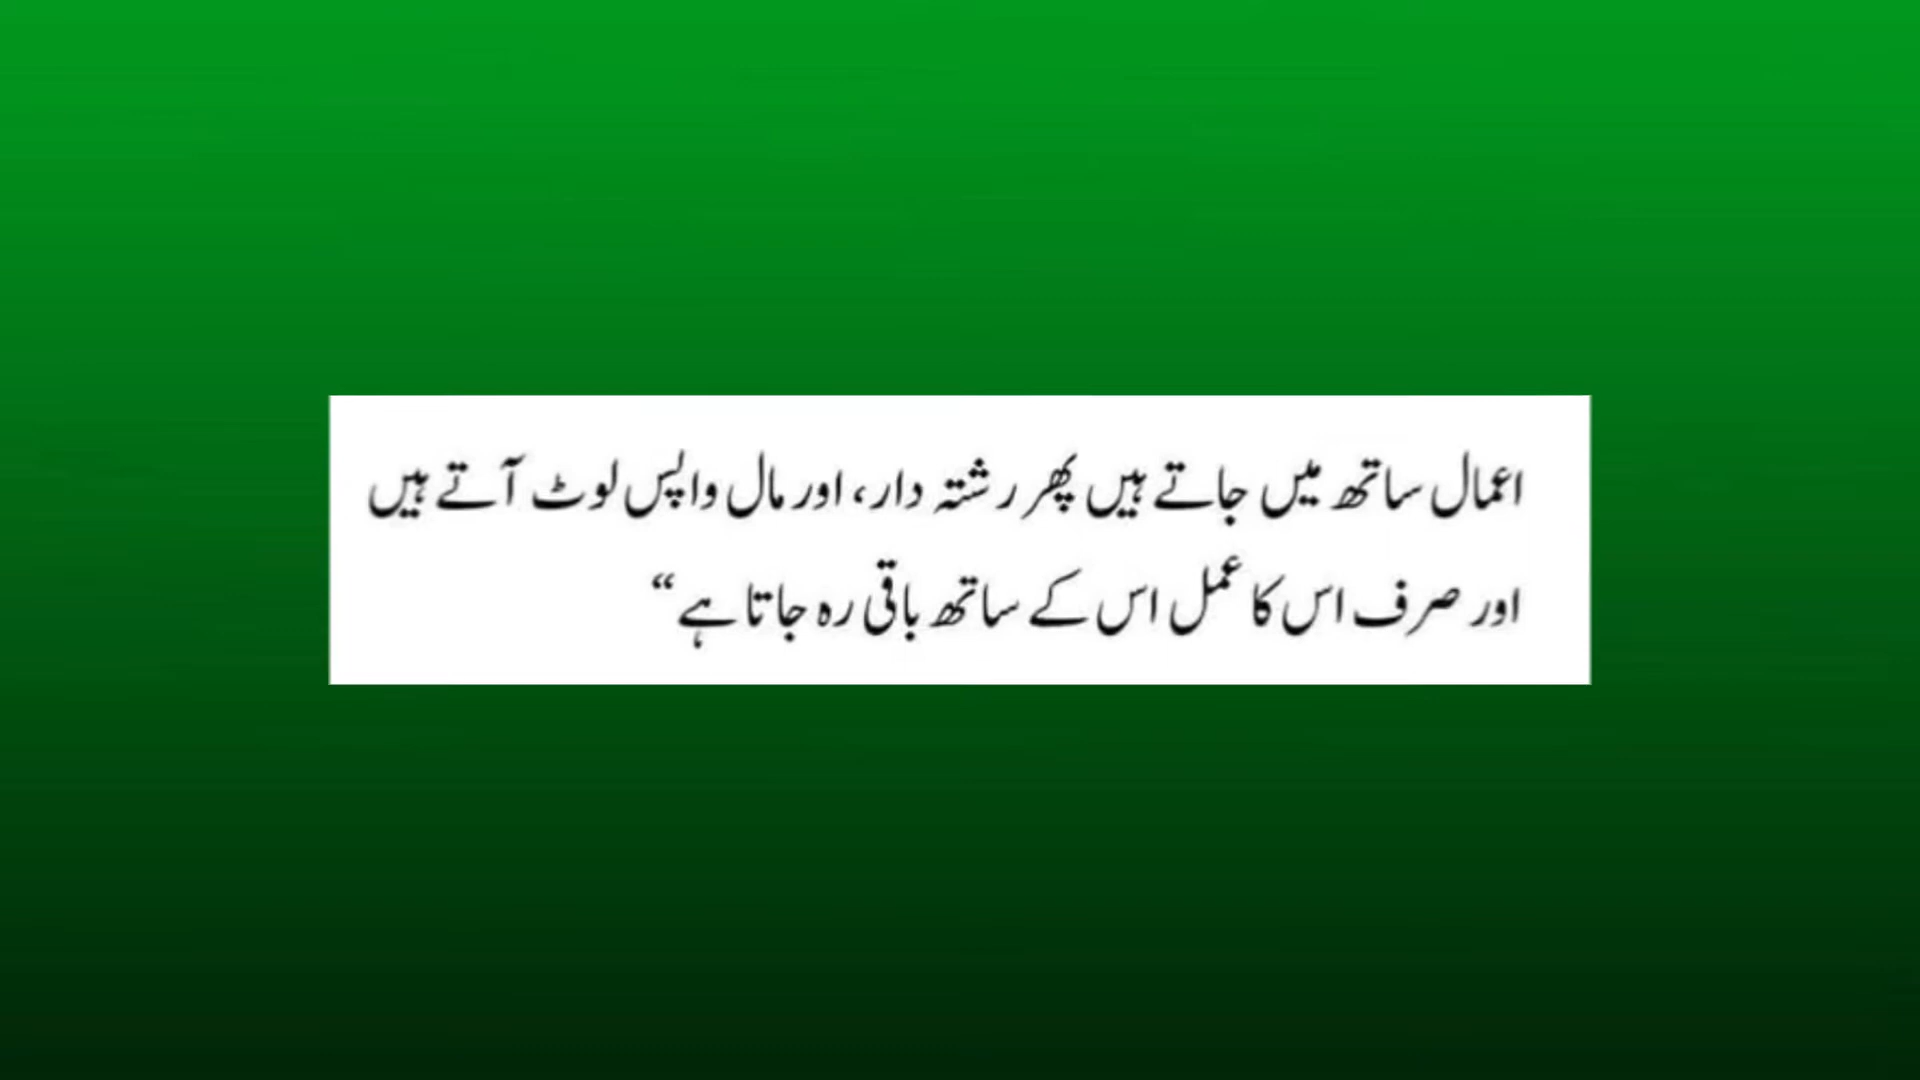 اعمال ساتھ میں جاتے ہیں پھر رشتہ دار، اور مال واپس لوٹ آتے ہیں
اور صرف اس کا عمل اس کے ساتھ باقی رہ جاتا ہے“